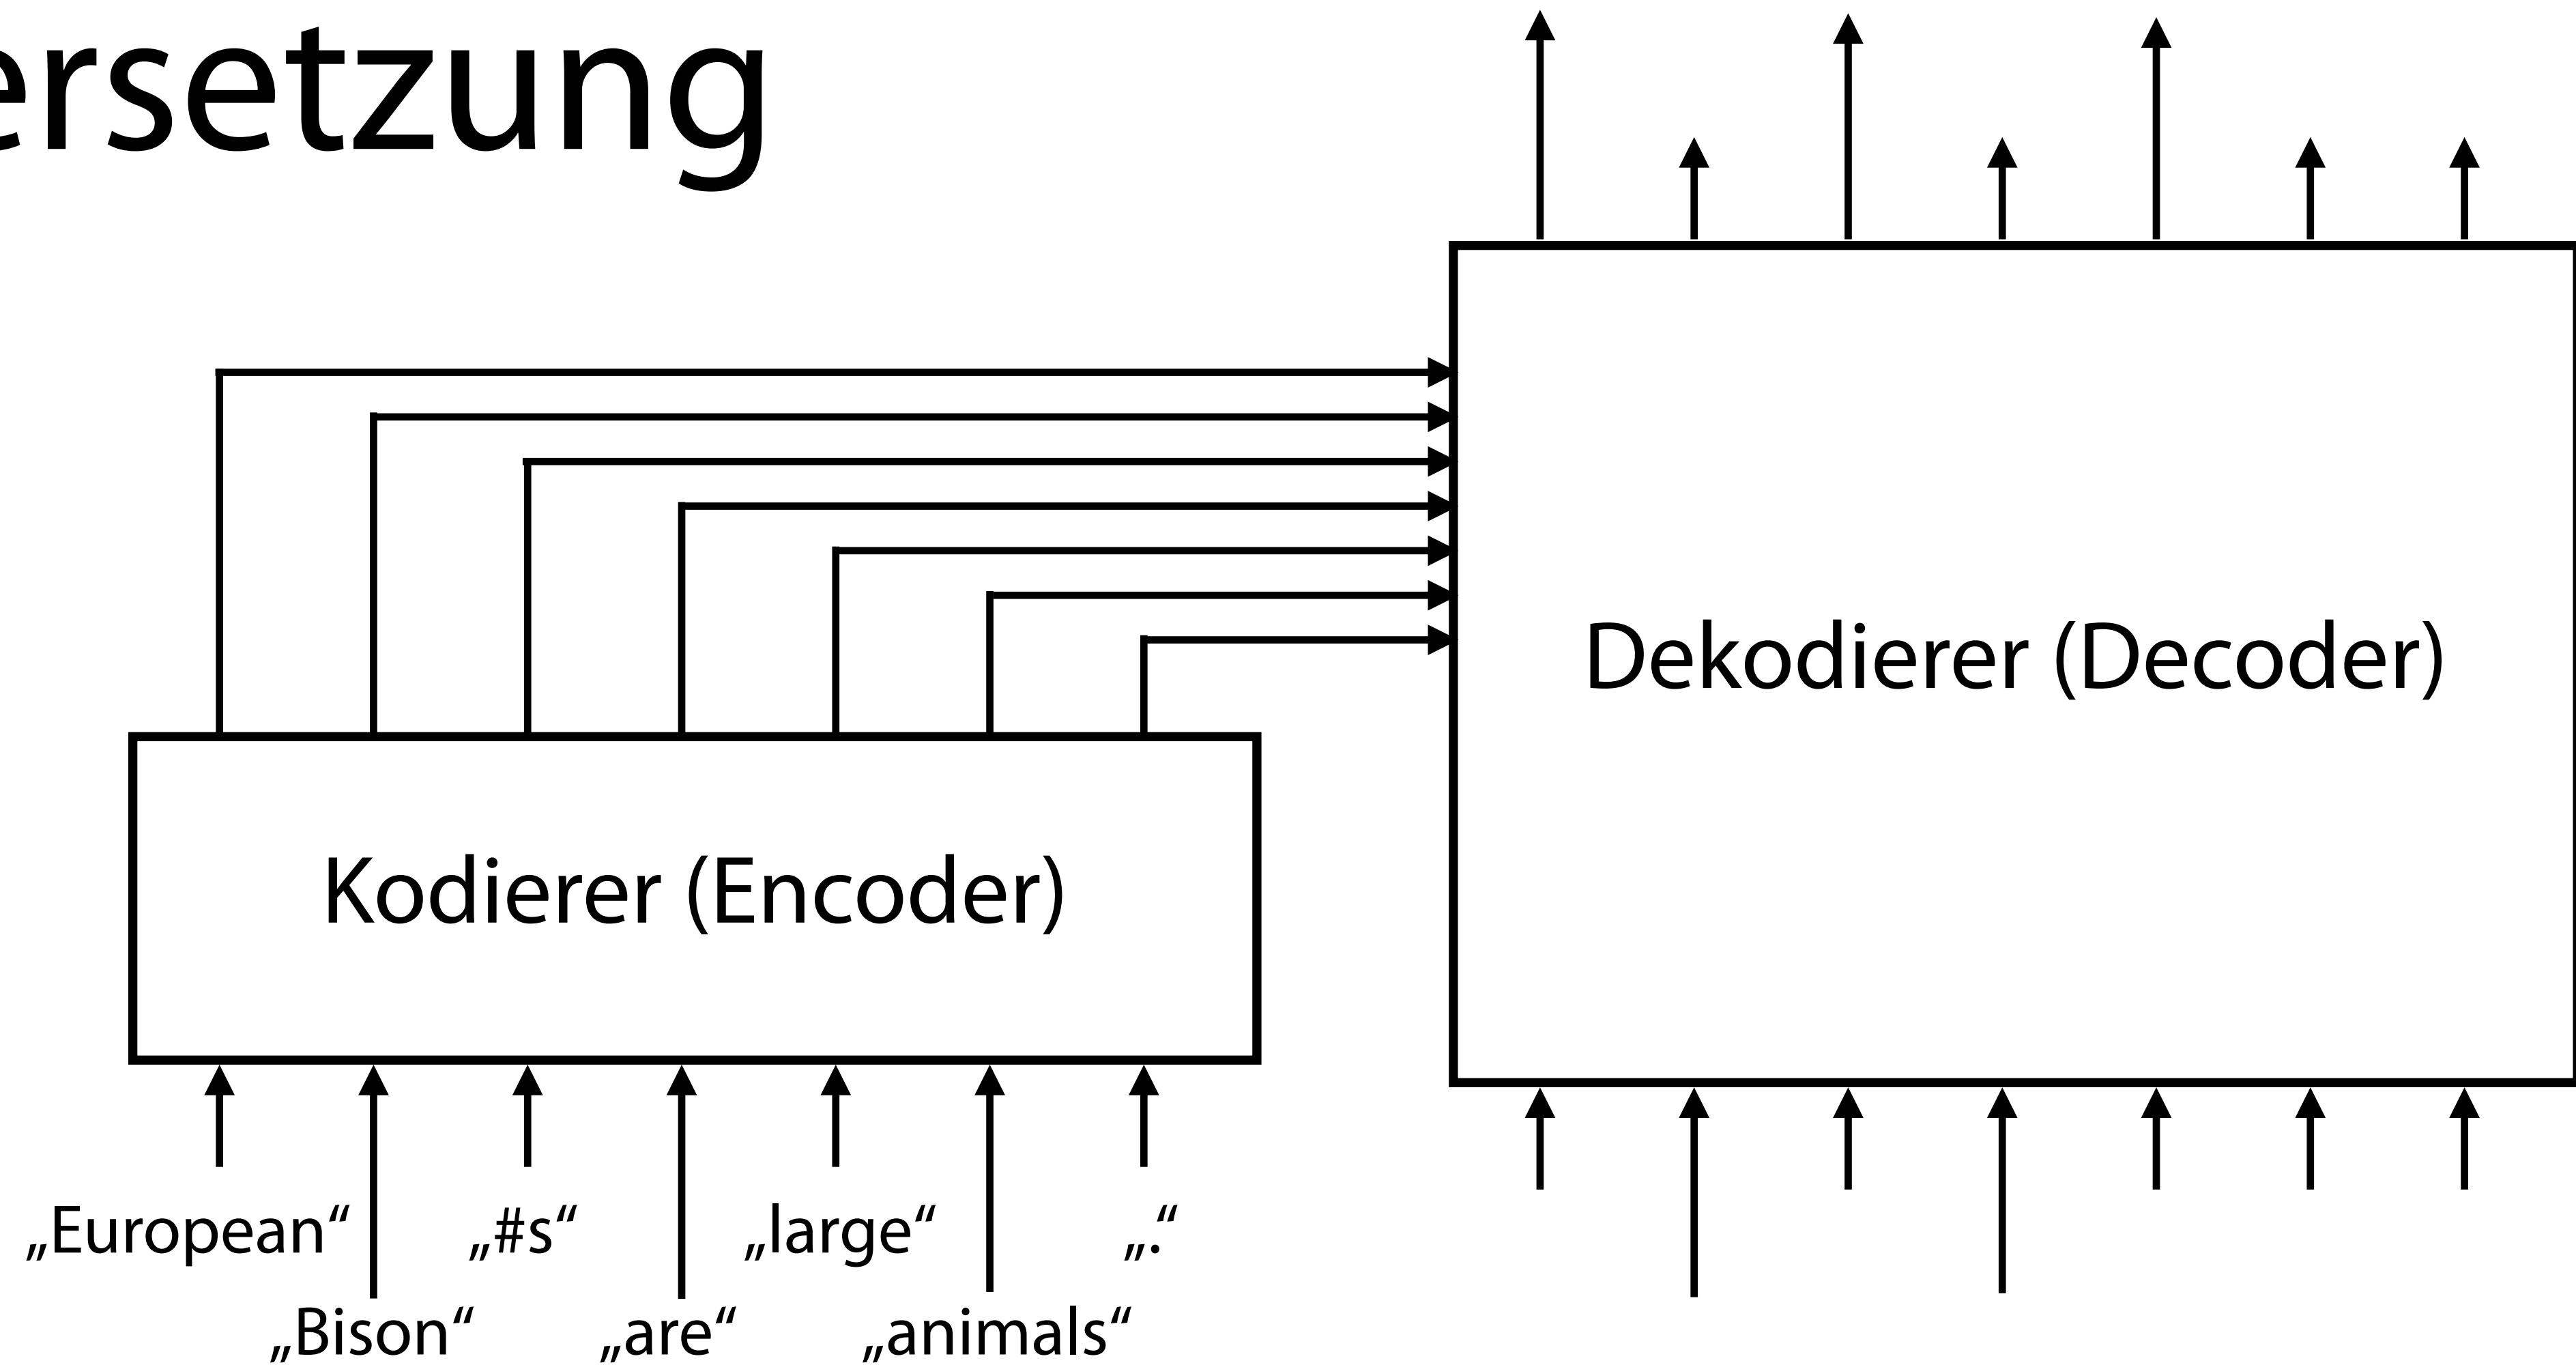 ersetzung
Dekodierer (Decoder)
Kodierer (Encoder)
„European“ „#s“ „large“ „.“
„Bison“ „are“ „animals“